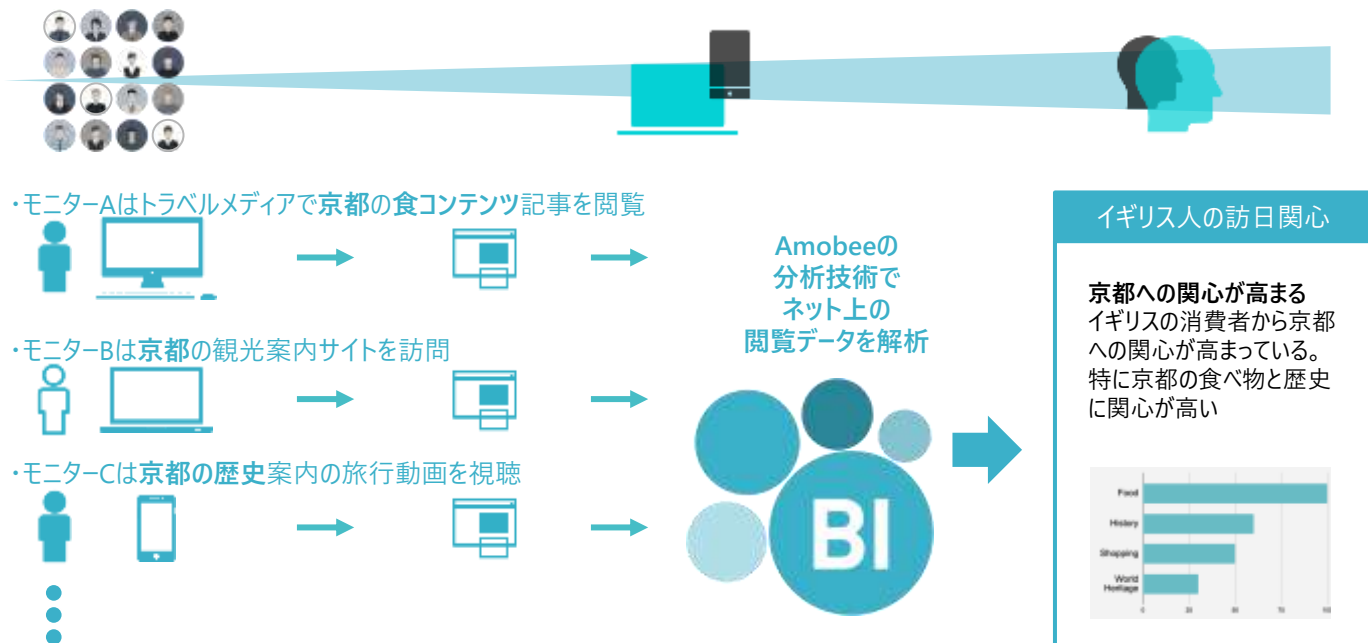 ・モニターAはトラベルメディアで京都の食コンテンツ記事を閲覧
・モニターBは京都の観光案内サイトを訪問
・モニターCは京都の歴史案内の旅行動画を視聴
Amobeeの
分析技術で
ネット上の
閲覧データを解析
BI
イギリス人の訪日関心
京都への関心が高まる
イギリスの消費者から京都
への関心が高まっている。
特に京都の食べ物と歴史
に関心が高い
Food
History
Shopping
World
Heritage
0 25 50 75 100